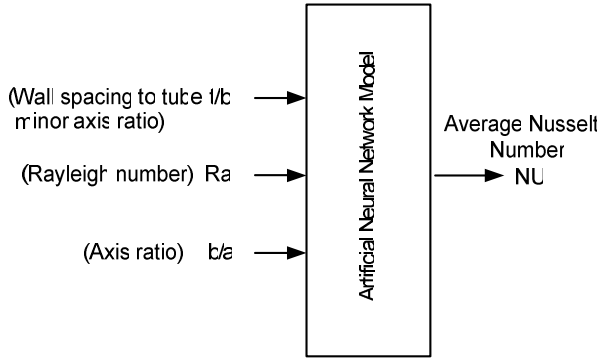 (Wall spacing to tube t/b
minor axis ratio)
(Rayleigh number) Ra
(Axis ratio) b/a
Artificial Neural Network Model
Average Nusselt
Number
NU